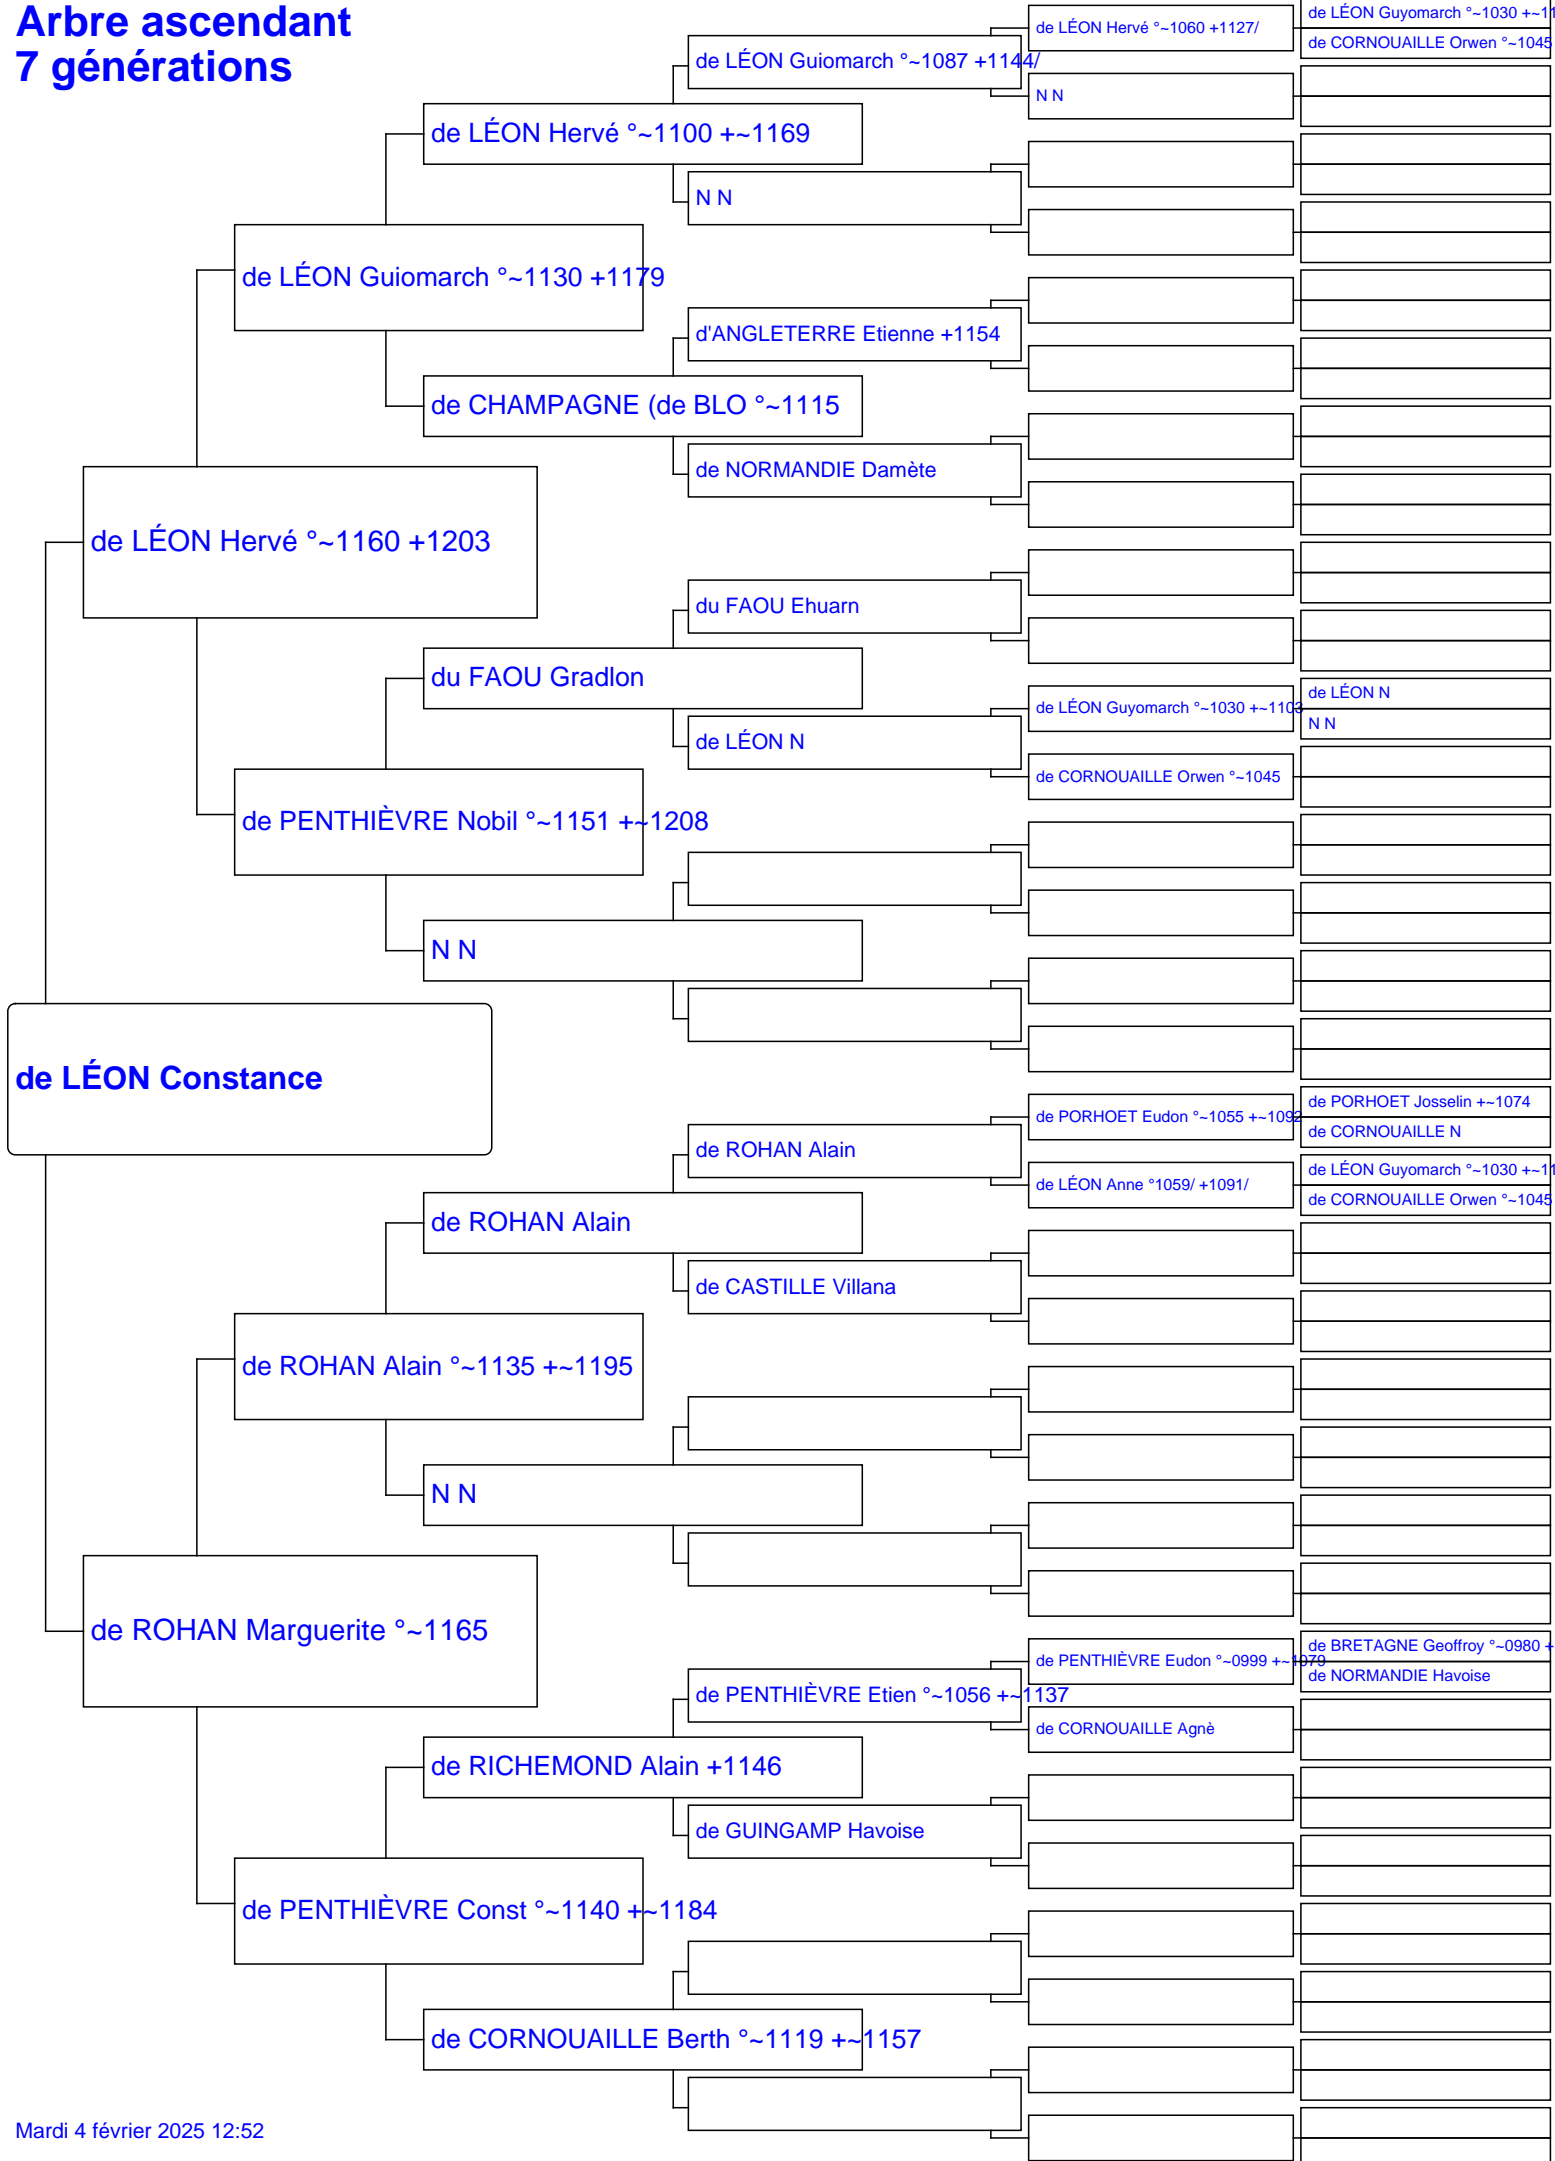 Arbre ascendant
7 générations
de LÉON Guyomarch °~1030 +~11
de LÉON Hervé °~1060 +1127/
de CORNOUAILLE Orwen °~1045
de LÉON Guiomarch °~1087 +1144/
N N
de LÉON Hervé °~1100 +~1169
N N
de LÉON Guiomarch °~1130 +1179
d'ANGLETERRE Etienne +1154
de CHAMPAGNE (de BLO °~1115
de NORMANDIE Damète
de LÉON Hervé °~1160 +1203
du FAOU Ehuarn
du FAOU Gradlon
de LÉON N
de LÉON Guyomarch °~1030 +~1103
N N
de LÉON N
de CORNOUAILLE Orwen °~1045
de PENTHIÈVRE Nobil °~1151 +~1208
N N
de LÉON Constance
de PORHOET Josselin +~1074
de PORHOET Eudon °~1055 +~1092
de CORNOUAILLE N
de ROHAN Alain
de LÉON Guyomarch °~1030 +~11
de LÉON Anne °1059/ +1091/
de CORNOUAILLE Orwen °~1045
de ROHAN Alain
de CASTILLE Villana
de ROHAN Alain °~1135 +~1195
N N
de ROHAN Marguerite °~1165
de BRETAGNE Geoffroy °~0980 +
de PENTHIÈVRE Eudon °~0999 +~1079
de NORMANDIE Havoise
de PENTHIÈVRE Etien °~1056 +~1137
de CORNOUAILLE Agnè
de RICHEMOND Alain +1146
de GUINGAMP Havoise
de PENTHIÈVRE Const °~1140 +~1184
de CORNOUAILLE Berth °~1119 +~1157
Mardi 4 février 2025 12:52